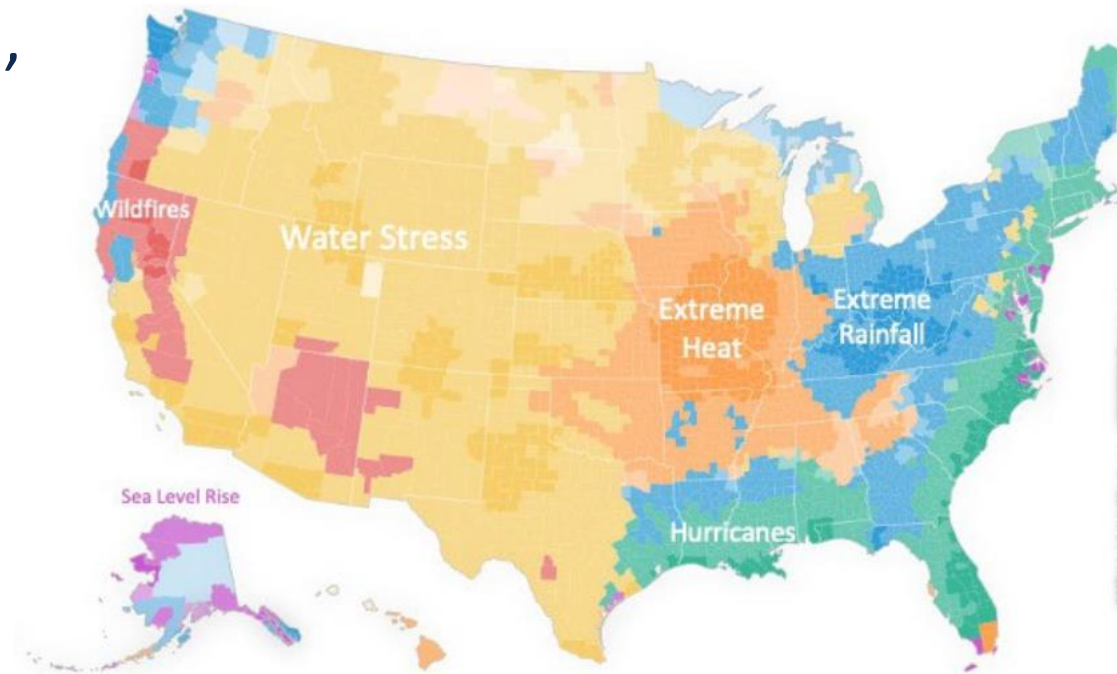 ,
Wildfires
Water Stress
Extreme
Heat
Extreme
Rainfall
Sea Level Rise
Hurricanes